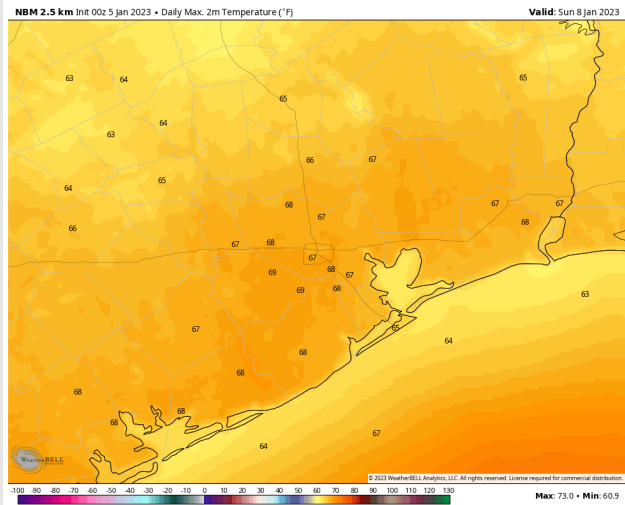 NBM 2.5 km Init 00z 5 Jan 2023 • Daily Max. 2m Temperature (°F) Valid: Sun 8 Jan 2023
63 64 65
65
64
63
66 67
65
64
68 67 67
67
68
66
67 68
67
69 68 67
69 68
63
67 65
64
68
68
68
68
68
67
64
WEATHERBELL
© 2023 WeatherBELL Analytics, LLC. All rights reserved. License required for commercial distribution.
-100 -90 -80 -70 -60 -50 -40 -30 -20 -10 0 10 20 30 40 50 60 70 80 90 100 110 120 130
Max: 73.0 • Min: 60.9